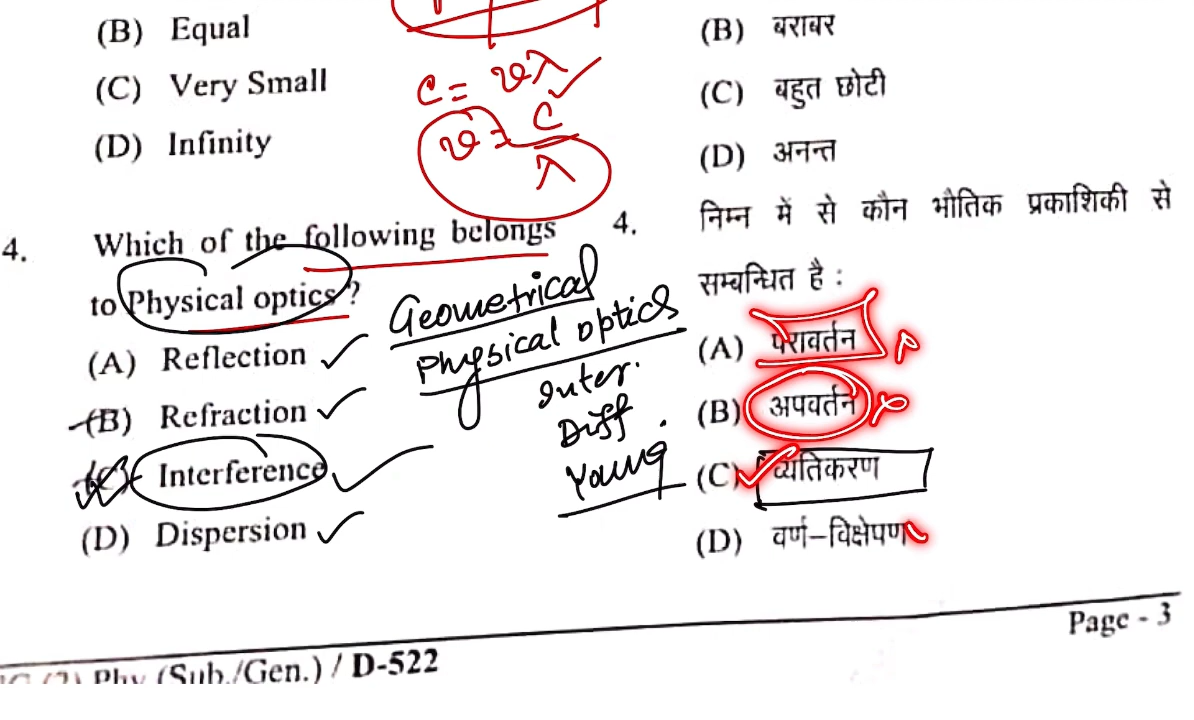 (B) Equal
(C) Very Small
(D) Infinity
C = νλ
ν = C/λ
4. Which of the following belongs
to Physical optics ?
(A) Reflection
(B) Refraction
(C) Interference
(D) Dispersion
Geometrical
Physical optics
Inter.
Diff.
Young
(B) बराबर
(C) बहुत छोटी
(D) अनन्त
4. निम्न में से कौन भौतिक प्रकाशिकी से
सम्बन्धित है :
(A) परावर्तन
(B) अपवर्तन
(C) व्यतिकरण
(D) वर्ण–विक्षेपण
Page - 3
Phy (Sub./Gen.) / D-522